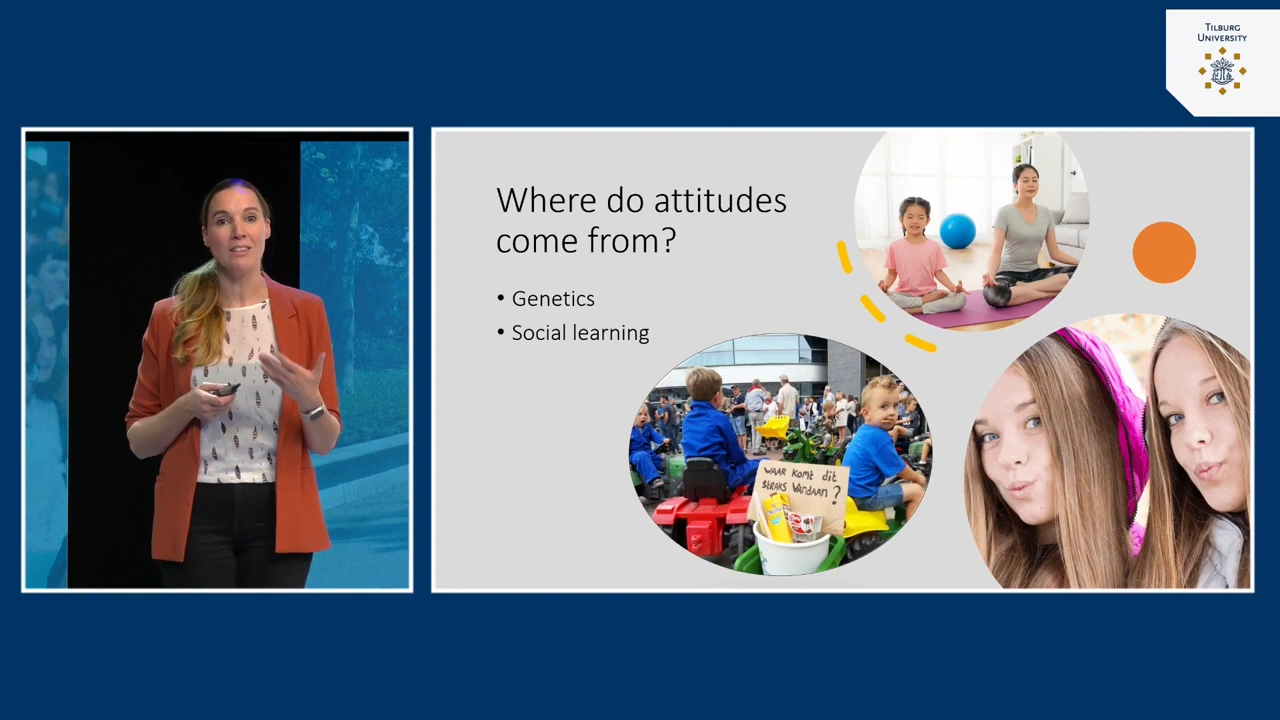 TILBURG
UNIVERSITY
Where do attitudes
come from?
• Genetics
• Social learning
WAAR KOMT dit
STRAKS VANDAAN?